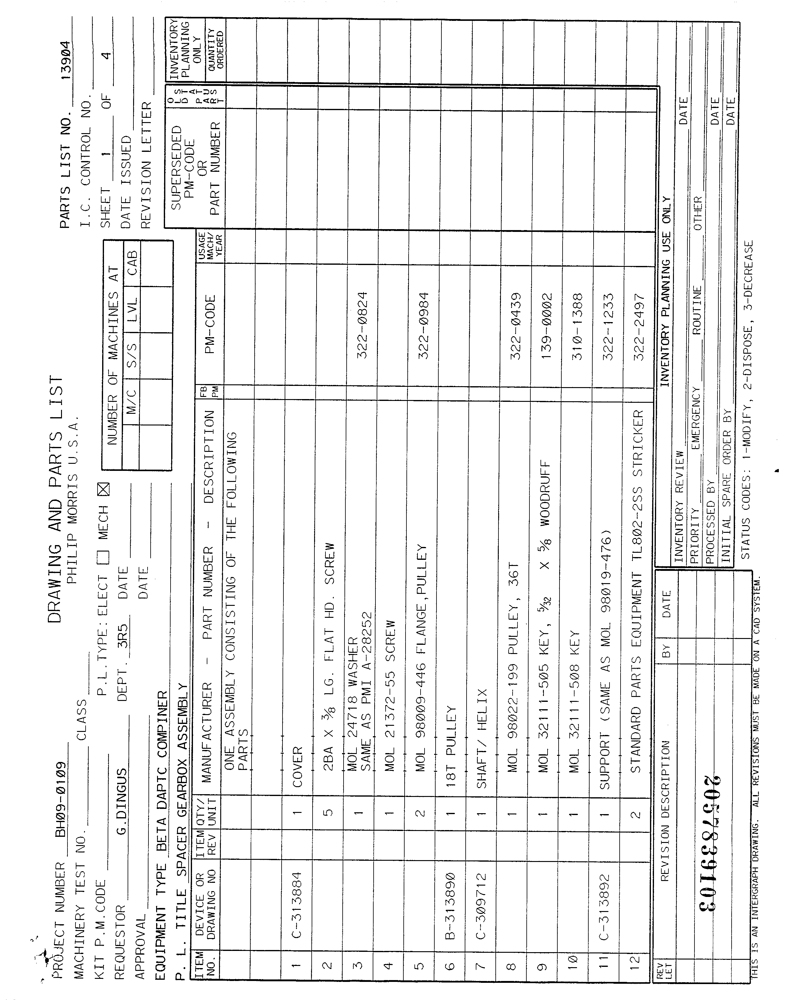 DRAWING AND PARTS LIST
PHILIP MORRIS U.S.A.
PROJECT NUMBER BH09-0109
MACHINERY TEST NO. CLASS
KIT P.M.CODE P.L.TYPE: ELECT ☐ MECH ☒
REQUESTOR G.DINGUS DEPT. 3R5 DATE
APPROVAL DATE
EQUIPMENT TYPE BETA DAPTC COMPINER
P. L. TITLE SPACER GEARBOX ASSEMBLY
PARTS LIST NO. 13904
I.C. CONTROL NO.
SHEET 1 OF 4
DATE ISSUED
REVISION LETTER
NUMBER OF MACHINES AT
M/C S/S LVL CAB
ITEM NO. DEVICE OR DRAWING NO ITEM REV QTY/ UNIT MANUFACTURER - PART NUMBER - DESCRIPTION FB PM PM-CODE USAGE MACH/ YEAR SUPERSEDED PM-CODE OR PART NUMBER OLD PART STATUS INVENTORY PLANNING ONLY QUANTITY ORDERED
ONE ASSEMBLY CONSISTING OF THE FOLLOWING
PARTS
1 C-313884 1 COVER
2 5 2BA X 3/8 LG. FLAT HD. SCREW
3 1 MOL 24718 WASHER
SAME AS PMI A-28252 322-0824
4 1 MOL 21372-55 SCREW
5 2 MOL 98009-446 FLANGE,PULLEY 322-0984
6 B-313890 1 18T PULLEY
7 C-309712 1 SHAFT/ HELIX
8 1 MOL 98022-199 PULLEY, 36T 322-0439
9 1 MOL 32111-505 KEY, 5/32 X 5/8 WOODRUFF 139-0002
10 1 MOL 32111-508 KEY 310-1388
11 C-313892 1 SUPPORT (SAME AS MOL 98019-476) 322-1233
12 2 STANDARD PARTS EQUIPMENT TL802-2SS STRICKER 322-2497
REV LET REVISION DESCRIPTION BY DATE
2057839103
INVENTORY PLANNING USE ONLY
INVENTORY REVIEW DATE
PRIORITY EMERGENCY ROUTINE OTHER
PROCESSED BY DATE
INITIAL SPARE ORDER BY DATE
STATUS CODES: 1-MODIFY, 2-DISPOSE, 3-DECREASE
THIS IS AN INTERGRAPH DRAWING. ALL REVISIONS MUST BE MADE ON A CAD SYSTEM.